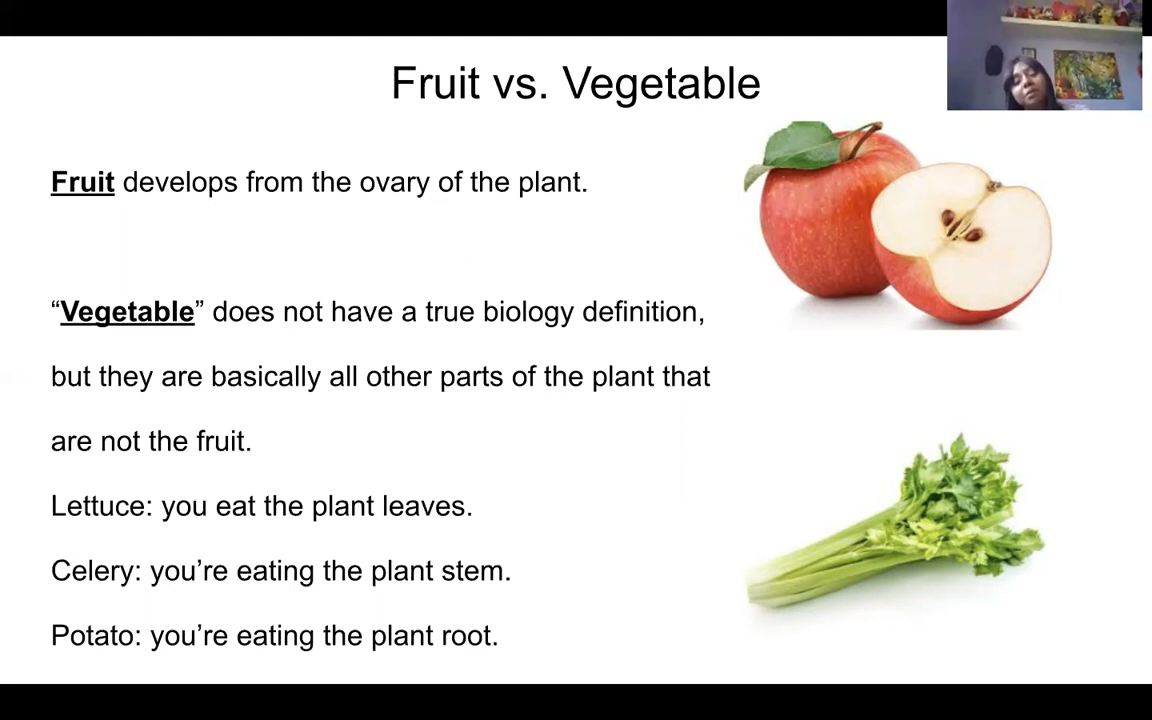 Fruit vs. Vegetable
Fruit develops from the ovary of the plant.
“Vegetable” does not have a true biology definition,
but they are basically all other parts of the plant that
are not the fruit.
Lettuce: you eat the plant leaves.
Celery: you’re eating the plant stem.
Potato: you’re eating the plant root.